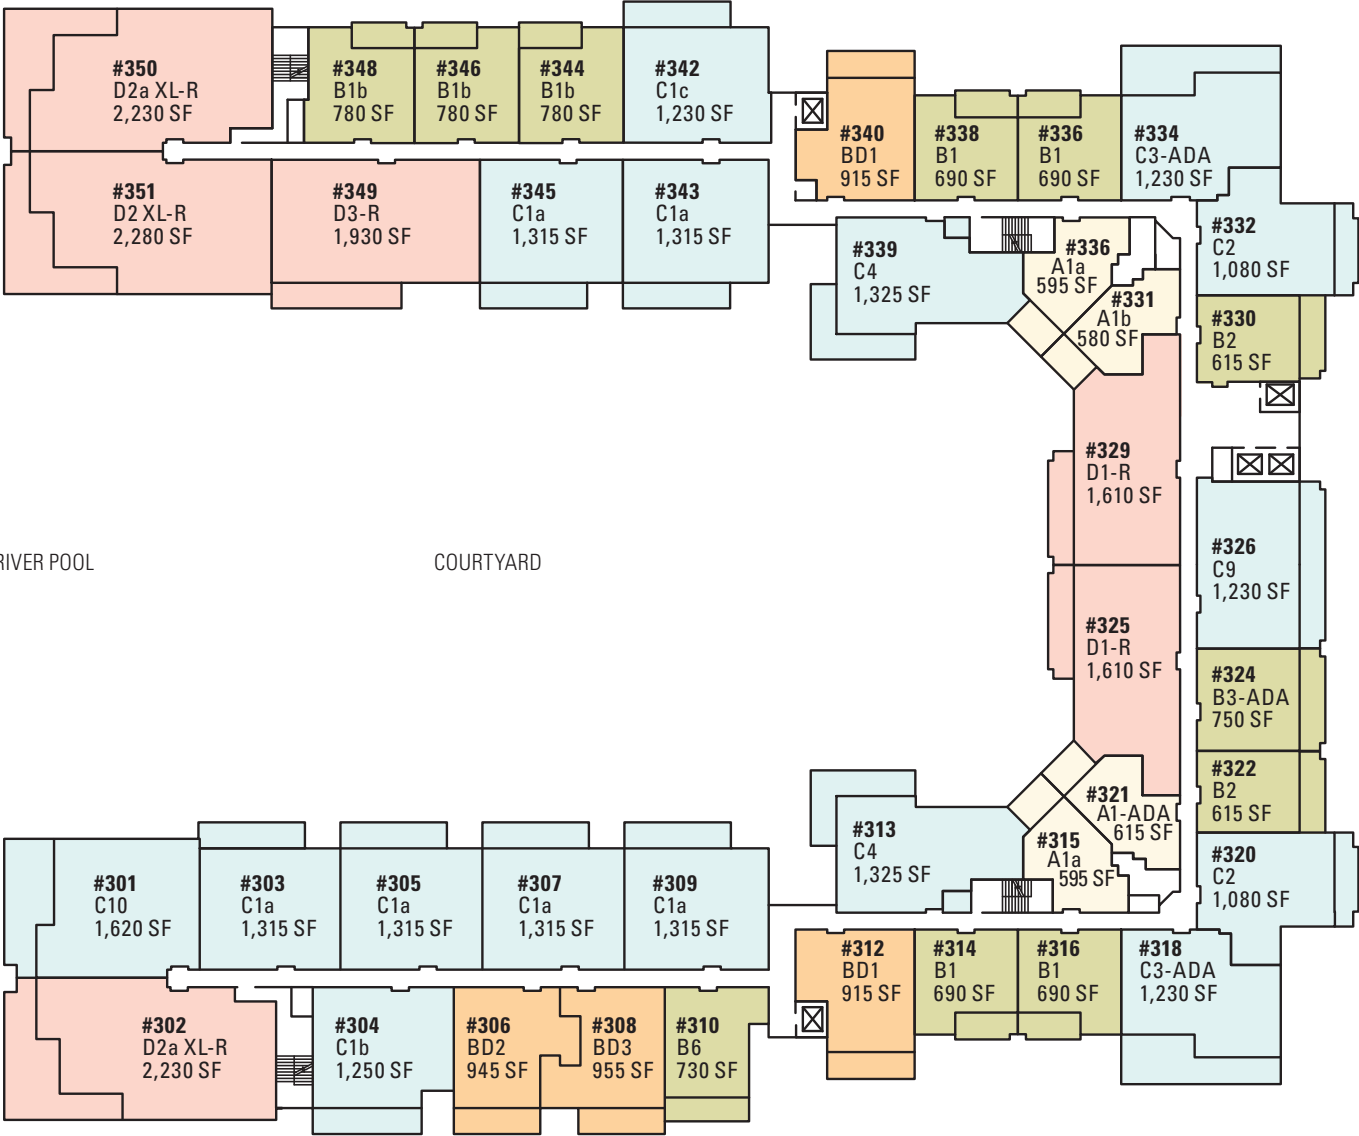 #350
D2a XL-R
2,230 SF
#348
B1b
780 SF
#346
B1b
780 SF
#344
B1b
780 SF
#342
C1c
1,230 SF
#340
BD1
915 SF
#338
B1
690 SF
#336
B1
690 SF
#334
C3-ADA
1,230 SF
#351
D2 XL-R
2,280 SF
#349
D3-R
1,930 SF
#345
C1a
1,315 SF
#343
C1a
1,315 SF
#339
C4
1,325 SF
#336
A1a
595 SF
#331
A1b
580 SF
#332
C2
1,080 SF
#330
B2
615 SF
#329
D1-R
1,610 SF
#326
C9
1,230 SF
RIVER POOL
COURTYARD
#325
D1-R
1,610 SF
#324
B3-ADA
750 SF
#322
B2
615 SF
#321
A1-ADA
615 SF
#315
A1a
595 SF
#313
C4
1,325 SF
#320
C2
1,080 SF
#301
C10
1,620 SF
#303
C1a
1,315 SF
#305
C1a
1,315 SF
#307
C1a
1,315 SF
#309
C1a
1,315 SF
#312
BD1
915 SF
#314
B1
690 SF
#316
B1
690 SF
#318
C3-ADA
1,230 SF
#302
D2a XL-R
2,230 SF
#304
C1b
1,250 SF
#306
BD2
945 SF
#308
BD3
955 SF
#310
B6
730 SF